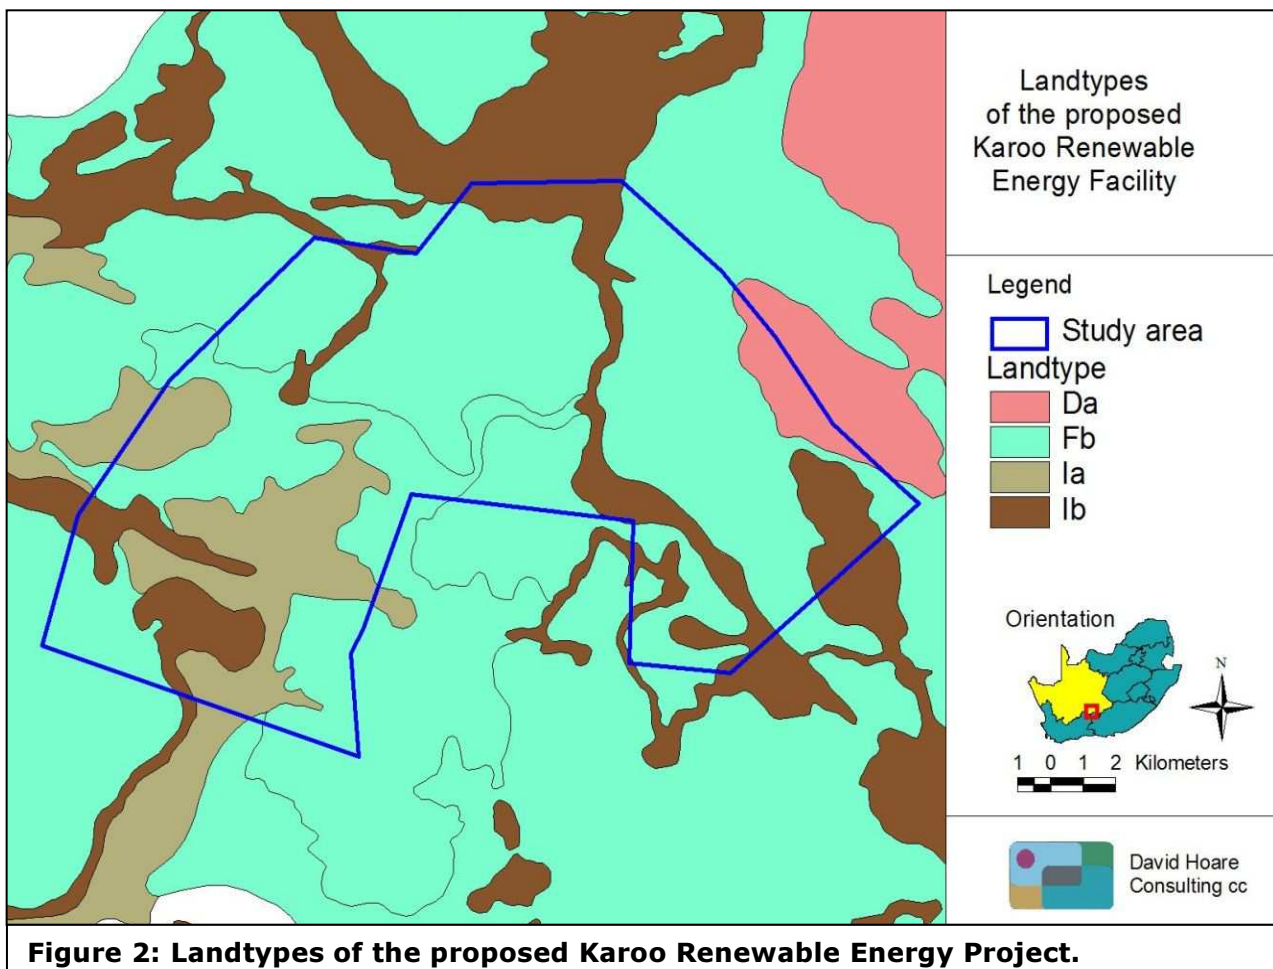 Landtypes
of the proposed
Karoo Renewable
Energy Facility
Legend
Study area
Landtype
Da
Fb
Ia
Ib
Orientation
N
1 0 1 2 Kilometers
David Hoare
Consulting cc
Figure 2: Landtypes of the proposed Karoo Renewable Energy Project.